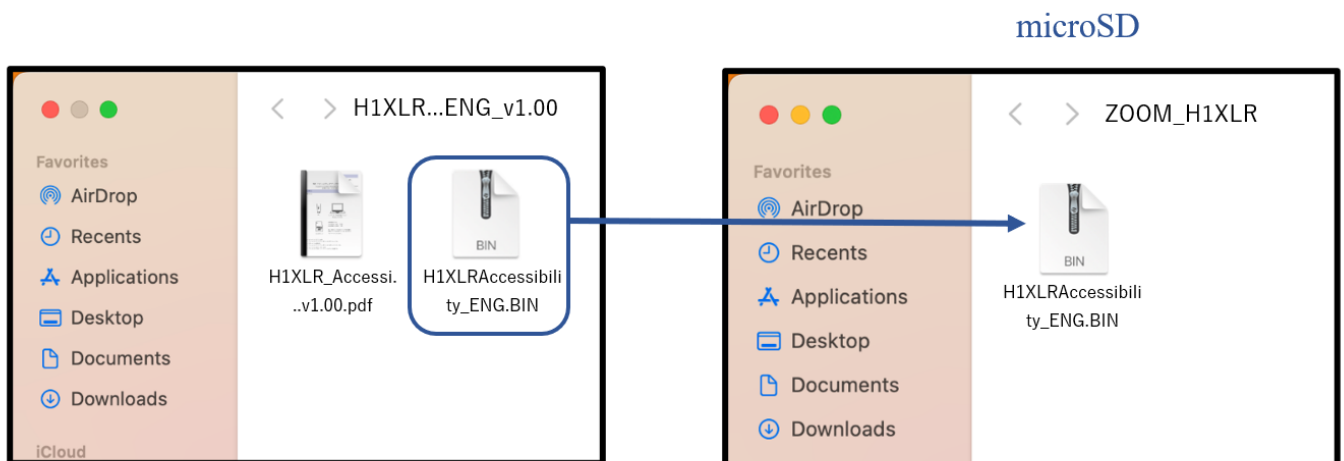 microSD
H1XLR...ENG_v1.00
Favorites
AirDrop
Recents
Applications
Desktop
Documents
Downloads
iCloud
H1XLR_Accessi.
..v1.00.pdf
BIN
H1XLRAccessibili
ty_ENG.BIN
ZOOM_H1XLR
Favorites
AirDrop
Recents
Applications
Desktop
Documents
Downloads
BIN
H1XLRAccessibili
ty_ENG.BIN